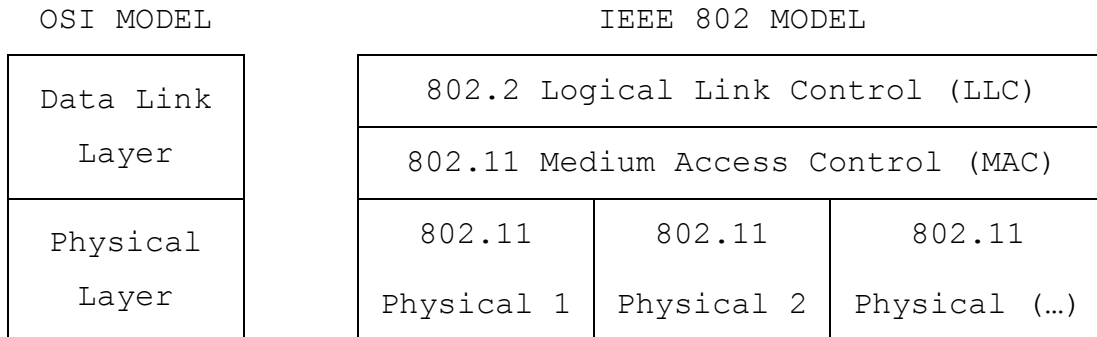 OSI MODEL
IEEE 802 MODEL
Data Link
Layer
802.2 Logical Link Control (LLC)
802.11 Medium Access Control (MAC)
Physical
Layer
802.11
Physical 1
802.11
Physical 2
802.11
Physical (…)